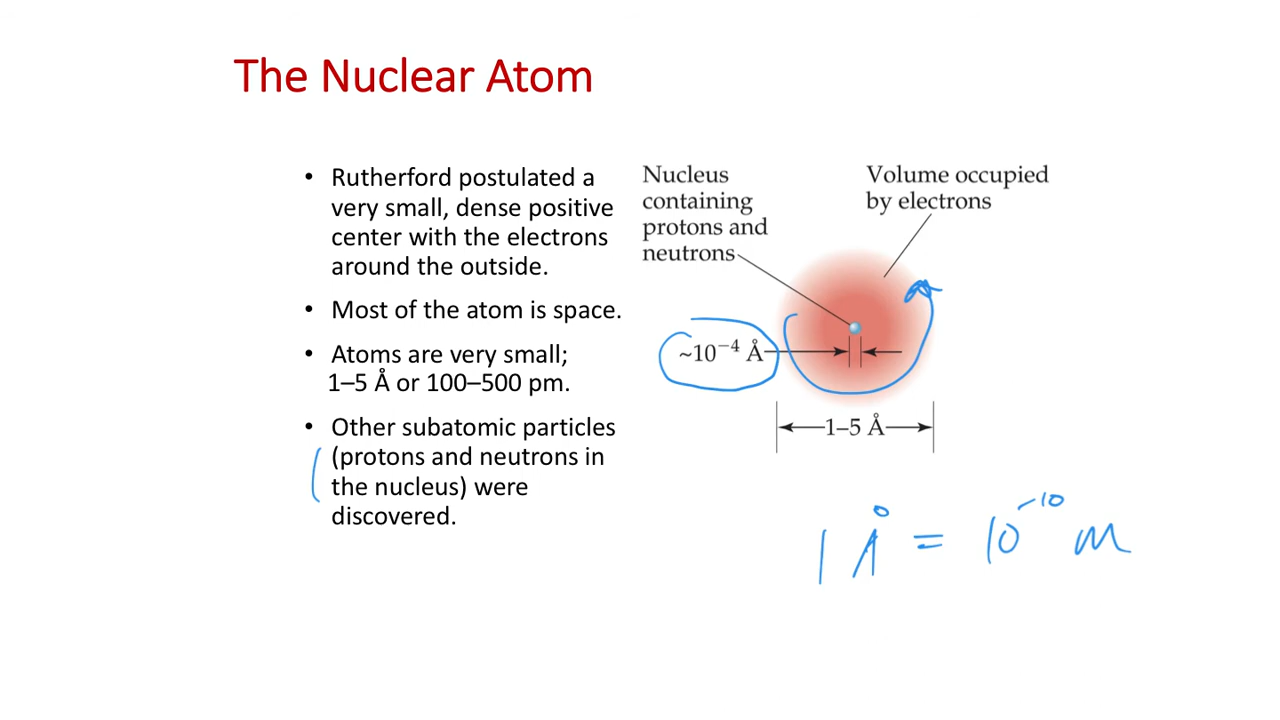 The Nuclear Atom
• Rutherford postulated a
very small, dense positive
center with the electrons
around the outside.
• Most of the atom is space.
• Atoms are very small;
1–5 Å or 100–500 pm.
• Other subatomic particles
(protons and neutrons in
the nucleus) were
discovered.
Nucleus
containing
protons and
neutrons
Volume occupied
by electrons
~10⁻⁴ Å
1–5 Å
1 Å = 10⁻¹⁰ m